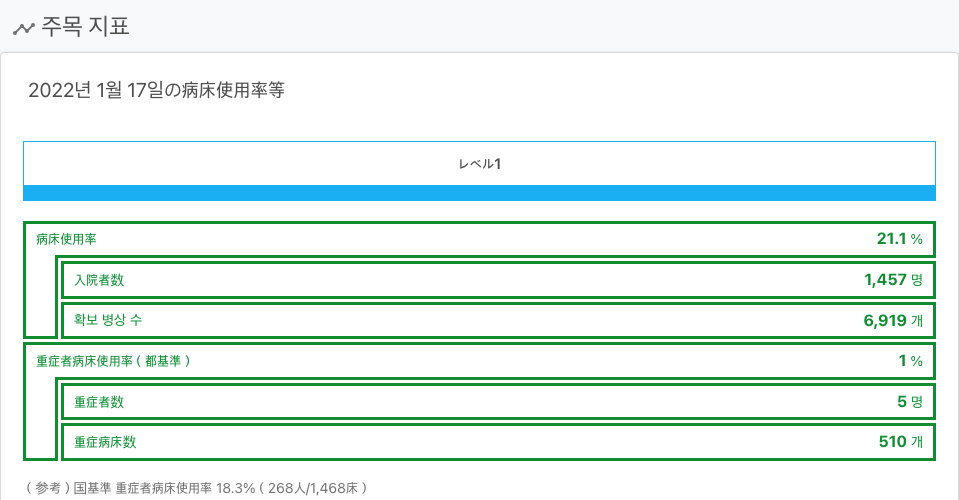 주목 지표
2022년 1월 17일の病床使用率等
レベル1
病床使用率 21.1 %
入院者数 1,457 명
확보 병상 수 6,919 개
重症者病床使用率 ( 都基準 ) 1 %
重症者数 5 명
重症病床数 510 개
( 参考 ) 国基準 重症者病床使用率 18.3% ( 268人/1,468床 )